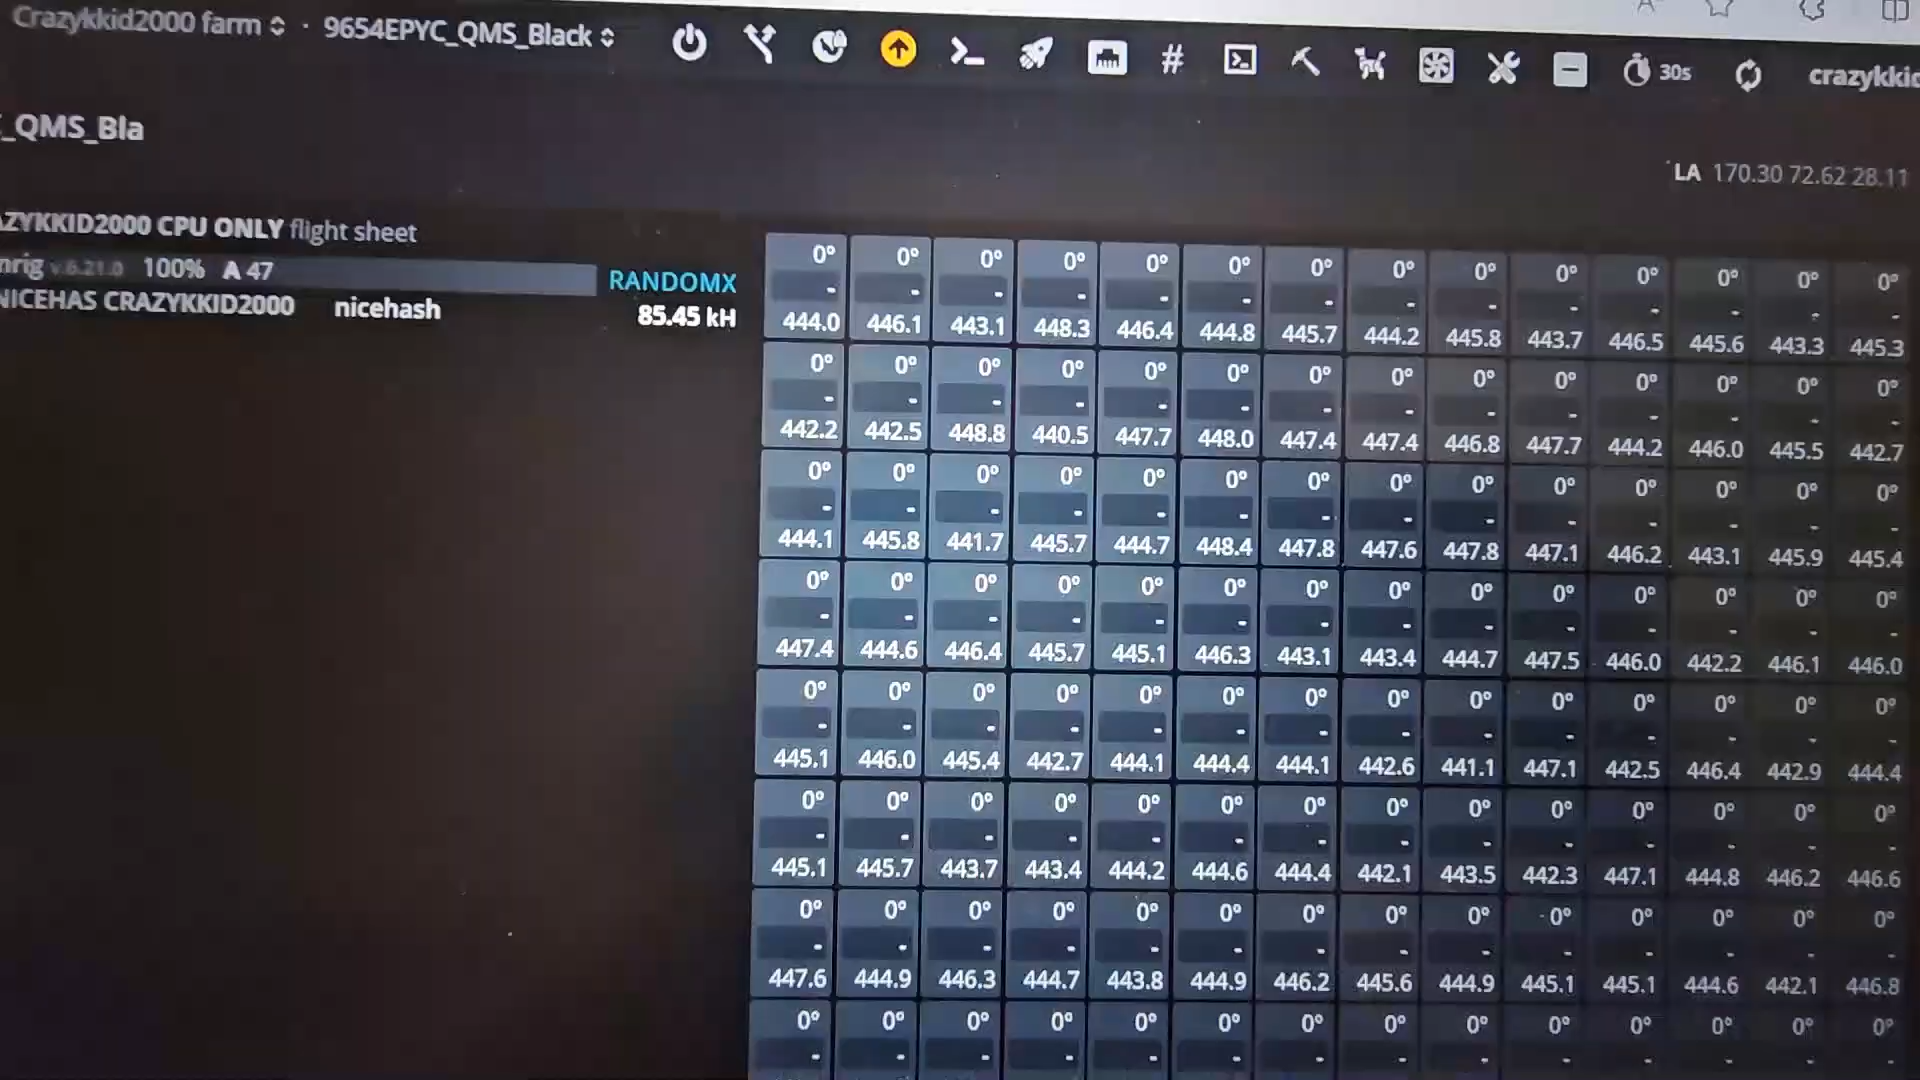 Crazykkid2000 farm · 9654EPYC_QMS_Black 30s crazykkid
_QMS_Bla
LA 170.30 72.62 28.11
AZYKKID2000 CPU ONLY flight sheet
mrig v.6.21.0 100% A 47 RANDOMX
NICEHAS CRAZYKKID2000 nicehash 85.45 kH
0° 0° 0° 0° 0° 0° 0° 0° 0° 0° 0° 0° 0° 0°
- - - - - - - - - - - - - -
444.0 446.1 443.1 448.3 446.4 444.8 445.7 444.2 445.8 443.7 446.5 445.6 443.3 445.3
0° 0° 0° 0° 0° 0° 0° 0° 0° 0° 0° 0° 0° 0°
- - - - - - - - - - - - - -
442.2 442.5 448.8 440.5 447.7 448.0 447.4 447.4 446.8 447.7 444.2 446.0 445.5 442.7
0° 0° 0° 0° 0° 0° 0° 0° 0° 0° 0° 0° 0° 0°
- - - - - - - - - - - - - -
444.1 445.8 441.7 445.7 444.7 448.4 447.8 447.6 447.8 447.1 446.2 443.1 445.9 445.4
0° 0° 0° 0° 0° 0° 0° 0° 0° 0° 0° 0° 0° 0°
- - - - - - - - - - - - - -
447.4 444.6 446.4 445.7 445.1 446.3 443.1 443.4 444.7 447.5 446.0 442.2 446.1 446.0
0° 0° 0° 0° 0° 0° 0° 0° 0° 0° 0° 0° 0° 0°
- - - - - - - - - - - - - -
445.1 446.0 445.4 442.7 444.1 444.4 444.1 442.6 441.1 447.1 442.5 446.4 442.9 444.4
0° 0° 0° 0° 0° 0° 0° 0° 0° 0° 0° 0° 0° 0°
- - - - - - - - - - - - - -
445.1 445.7 443.7 443.4 444.2 444.6 444.4 442.1 443.5 442.3 447.1 444.8 446.2 446.6
0° 0° 0° 0° 0° 0° 0° 0° 0° 0° 0° 0° 0° 0°
- - - - - - - - - - - - - -
447.6 444.9 446.3 444.7 443.8 444.9 446.2 445.6 444.9 445.1 445.1 444.6 442.1 446.8
0° 0° 0° 0° 0° 0° 0° 0° 0° 0° 0° 0° 0° 0°
- - - - - - - - - - - - - -